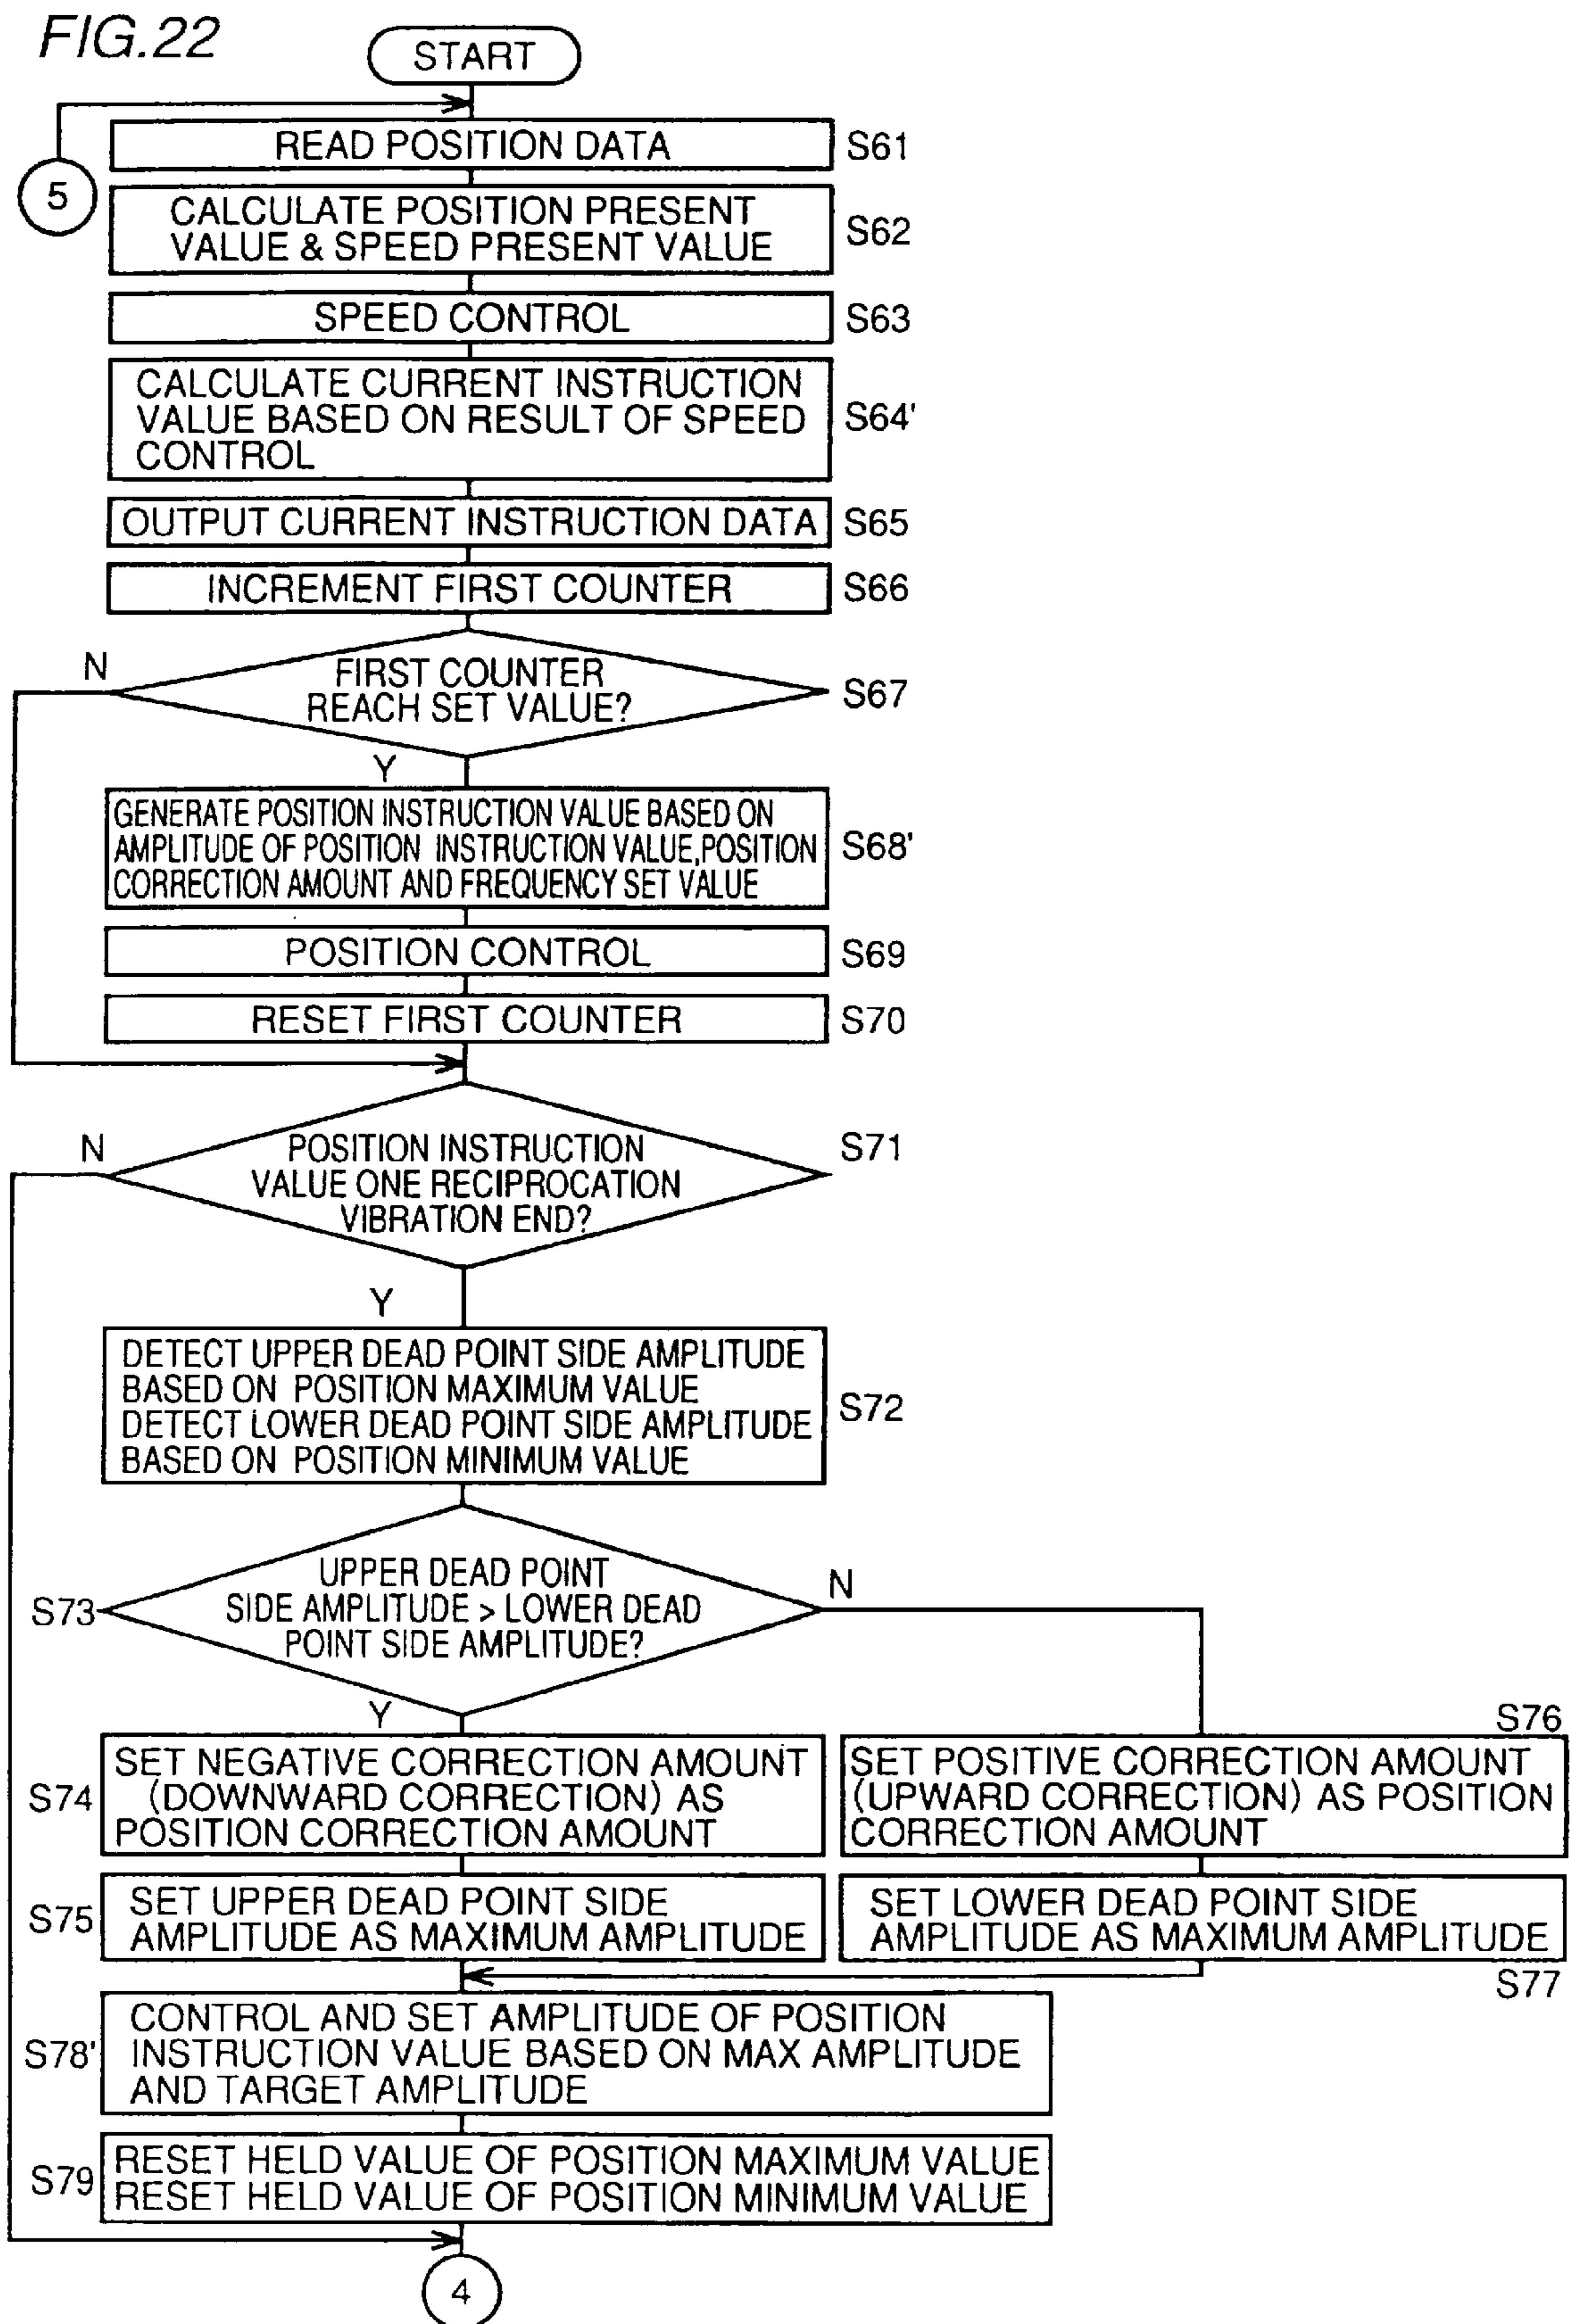 FIG.22
START
5
READ POSITION DATA
S61
CALCULATE POSITION PRESENT
VALUE & SPEED PRESENT VALUE
S62
SPEED CONTROL
S63
CALCULATE CURRENT INSTRUCTION
VALUE BASED ON RESULT OF SPEED
CONTROL
S64'
OUTPUT CURRENT INSTRUCTION DATA
S65
INCREMENT FIRST COUNTER
S66
N
FIRST COUNTER
REACH SET VALUE?
S67
Y
GENERATE POSITION INSTRUCTION VALUE BASED ON
AMPLITUDE OF POSITION INSTRUCTION VALUE,POSITION
CORRECTION AMOUNT AND FREQUENCY SET VALUE
S68'
POSITION CONTROL
S69
RESET FIRST COUNTER
S70
N
POSITION INSTRUCTION
VALUE ONE RECIPROCATION
VIBRATION END?
S71
Y
DETECT UPPER DEAD POINT SIDE AMPLITUDE
BASED ON POSITION MAXIMUM VALUE
DETECT LOWER DEAD POINT SIDE AMPLITUDE
BASED ON POSITION MINIMUM VALUE
S72
S73
UPPER DEAD POINT
SIDE AMPLITUDE > LOWER DEAD
POINT SIDE AMPLITUDE?
N
Y
S74
SET NEGATIVE CORRECTION AMOUNT
(DOWNWARD CORRECTION) AS
POSITION CORRECTION AMOUNT
S76
SET POSITIVE CORRECTION AMOUNT
(UPWARD CORRECTION) AS POSITION
CORRECTION AMOUNT
S75
SET UPPER DEAD POINT SIDE
AMPLITUDE AS MAXIMUM AMPLITUDE
SET LOWER DEAD POINT SIDE
AMPLITUDE AS MAXIMUM AMPLITUDE
S77
S78'
CONTROL AND SET AMPLITUDE OF POSITION
INSTRUCTION VALUE BASED ON MAX AMPLITUDE
AND TARGET AMPLITUDE
S79
RESET HELD VALUE OF POSITION MAXIMUM VALUE
RESET HELD VALUE OF POSITION MINIMUM VALUE
4